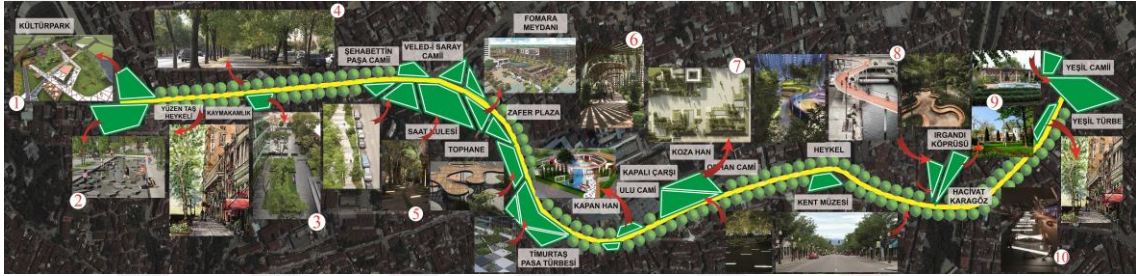 KÜLTÜRPARK
1
2
YÜZEN TAŞ
HEYKELİ
KAYMAKAMLIK
3
4
ŞEHABETTİN
PAŞA CAMİİ
VELED-İ SARAY
CAMİİ
FOMARA
MEYDANI
SAAT KULESİ
TOPHANE
5
ZAFER PLAZA
TİMURTAŞ
PAŞA TÜRBESİ
6
KAPALI ÇARŞI
ULU CAMİ
KAPAN HAN
7
KOZA HAN
ORHAN CAMİ
HEYKEL
KENT MÜZESİ
8
IRGANDI
KÖPRÜSÜ
HACİVAT
KARAGÖZ
9
YEŞİL CAMİİ
YEŞİL TÜRBE
10